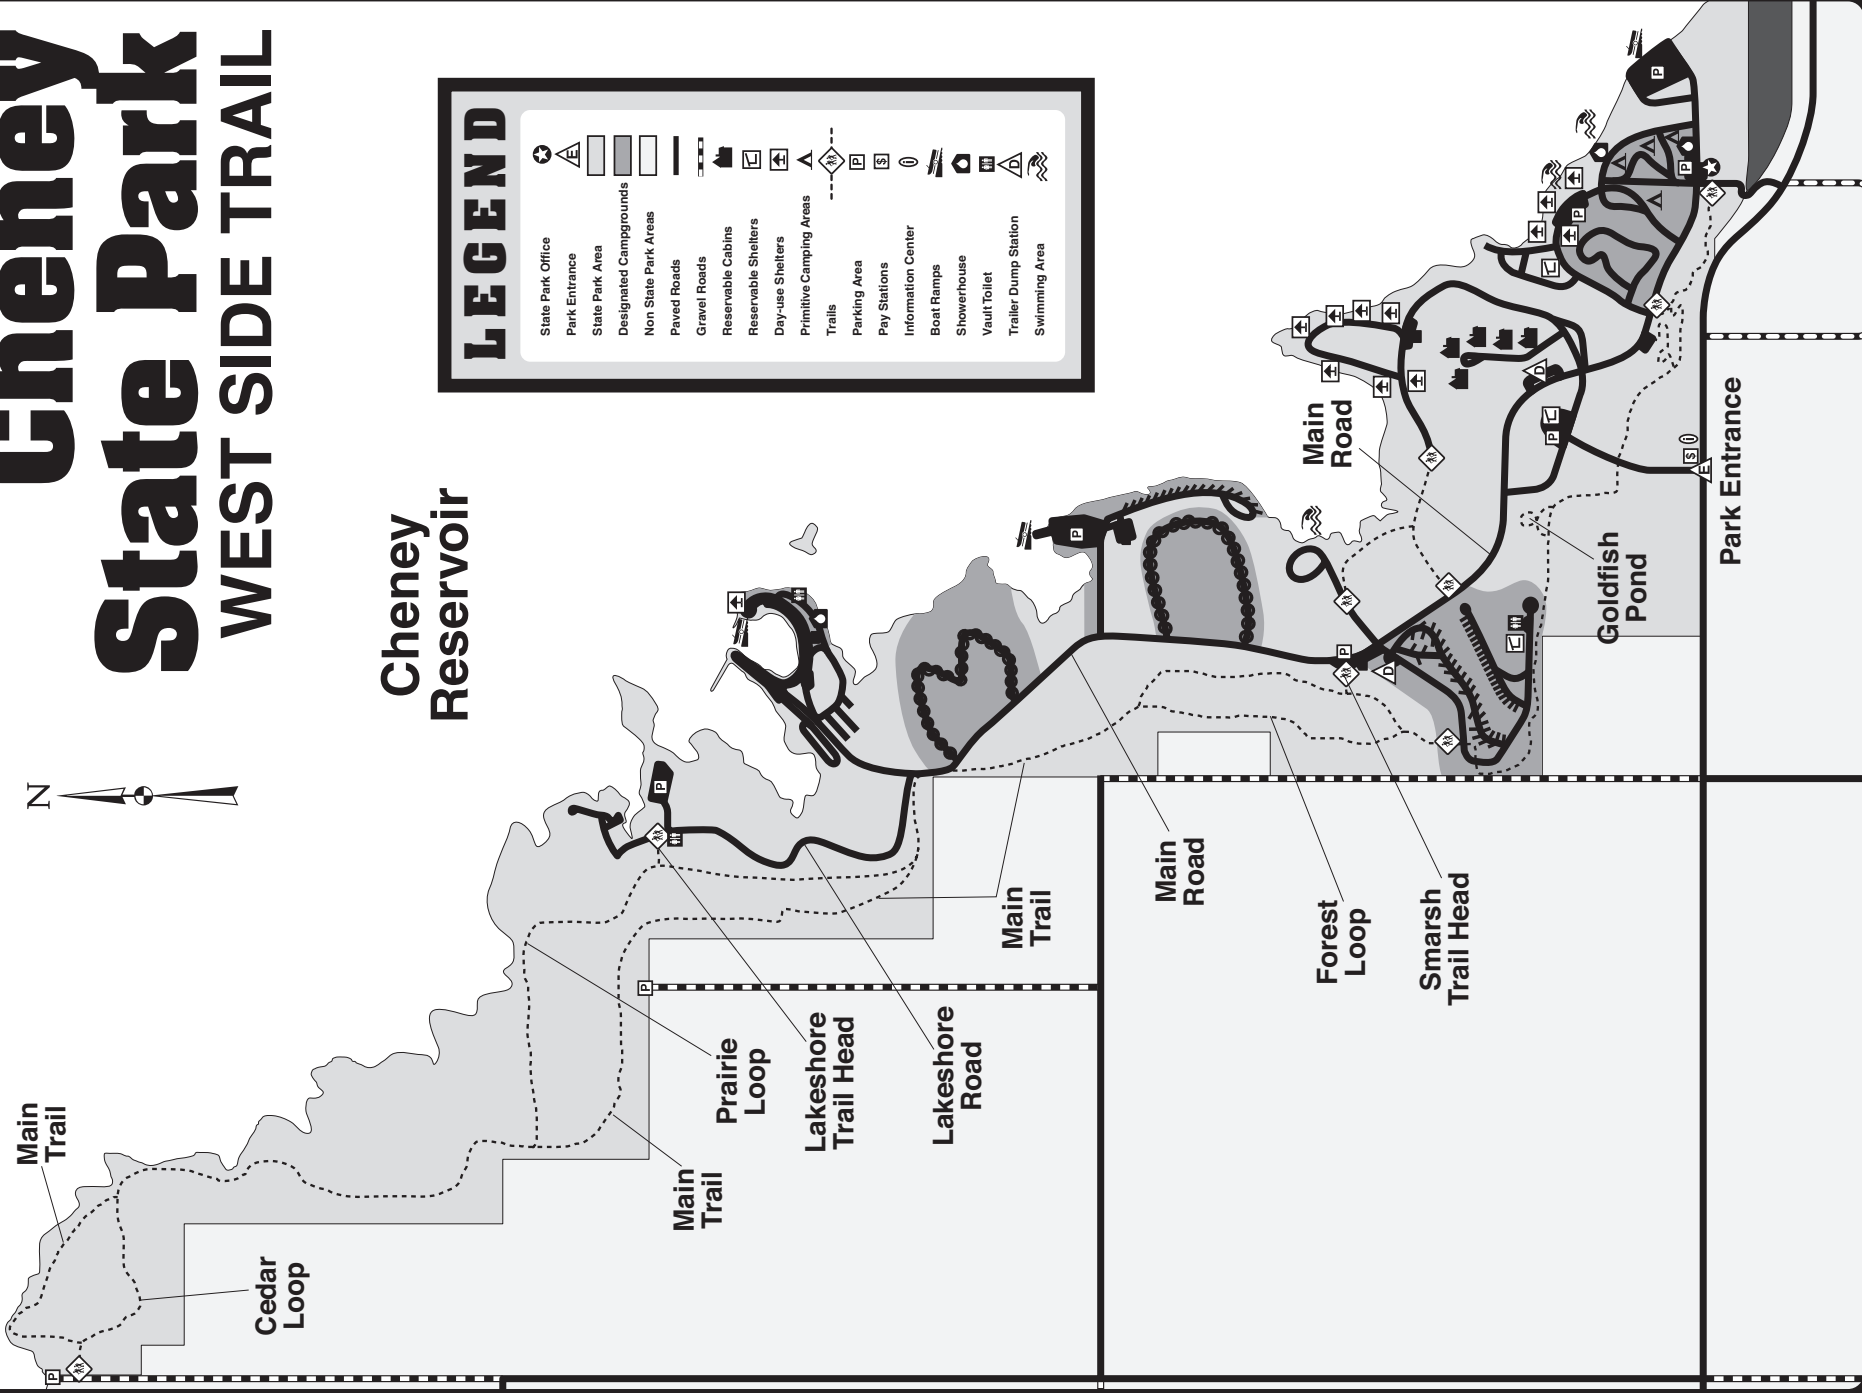 Cheney
State Park
WEST SIDE TRAIL
LEGEND
State Park Office
Park Entrance
E
State Park Area
Designated Campgrounds
Non State Park Areas
Paved Roads
Gravel Roads
Reservable Cabins
Reservable Shelters
Day-use Shelters
Primitive Camping Areas
Trails
Parking Area
P
Pay Stations
$
Information Center
i
Boat Ramps
Showerhouse
Vault Toilet
Trailer Dump Station
D
Swimming Area
Cheney
Reservoir
N
Main
Trail
Cedar
Loop
Main
Trail
Prairie
Loop
Lakeshore
Trail Head
Lakeshore
Road
Main
Trail
Main
Road
Forest
Loop
Smarsh
Trail Head
Main
Road
Goldfish
Pond
Park Entrance
P
P
P
P
P
P
P
P
P
D
D
E
$
i